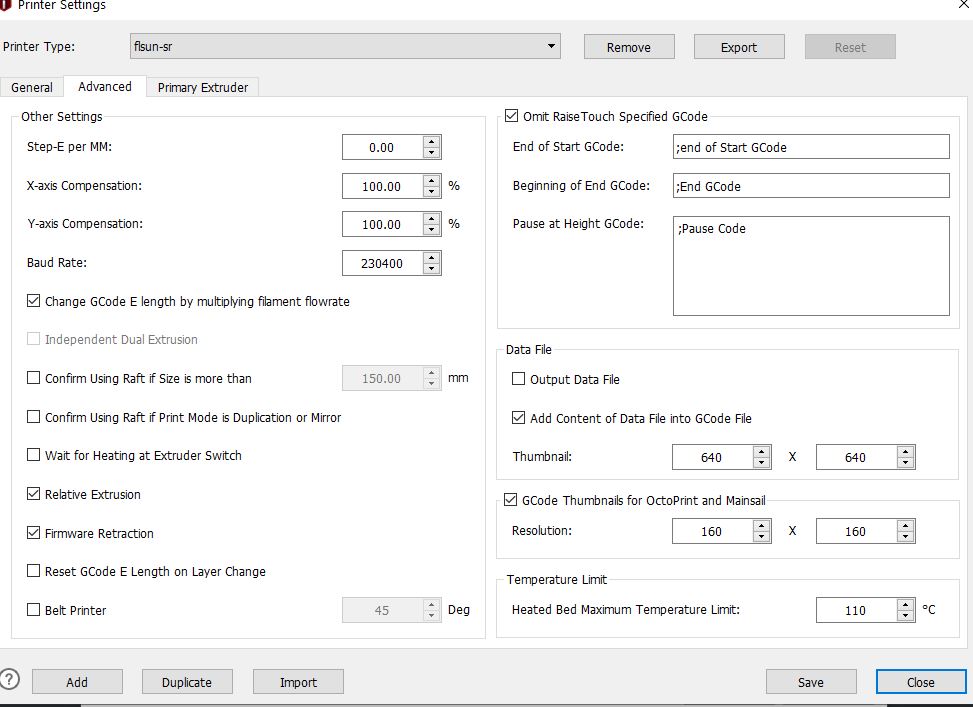 Printer Settings
Printer Type: flsun-sr Remove Export Reset
General Advanced Primary Extruder
Other Settings
Step-E per MM: 0.00
X-axis Compensation: 100.00 %
Y-axis Compensation: 100.00 %
Baud Rate: 230400
Change GCode E length by multiplying filament flowrate
Independent Dual Extrusion
Confirm Using Raft if Size is more than 150.00 mm
Confirm Using Raft if Print Mode is Duplication or Mirror
Wait for Heating at Extruder Switch
Relative Extrusion
Firmware Retraction
Reset GCode E Length on Layer Change
Belt Printer 45 Deg
Omit RaiseTouch Specified GCode
End of Start GCode: ;end of Start GCode
Beginning of End GCode: ;End GCode
Pause at Height GCode: ;Pause Code
Data File
Output Data File
Add Content of Data File into GCode File
Thumbnail: 640 X 640
GCode Thumbnails for OctoPrint and Mainsail
Resolution: 160 X 160
Temperature Limit
Heated Bed Maximum Temperature Limit: 110 °C
? Add Duplicate Import Save Close